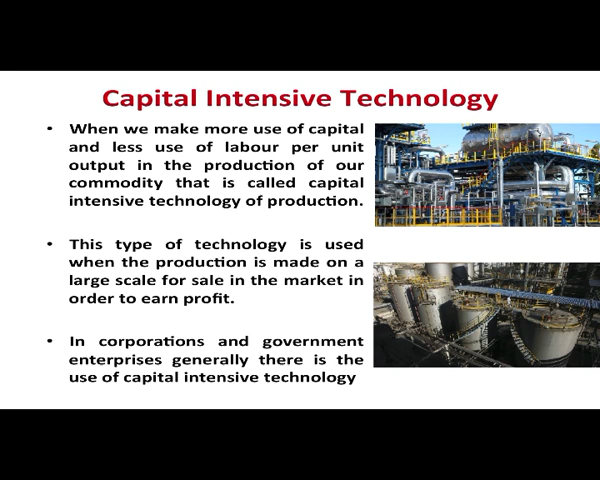 Capital Intensive Technology
• When we make more use of capital
and less use of labour per unit
output in the production of our
commodity that is called capital
intensive technology of production.
• This type of technology is used
when the production is made on a
large scale for sale in the market in
order to earn profit.
• In corporations and government
enterprises generally there is the
use of capital intensive technology